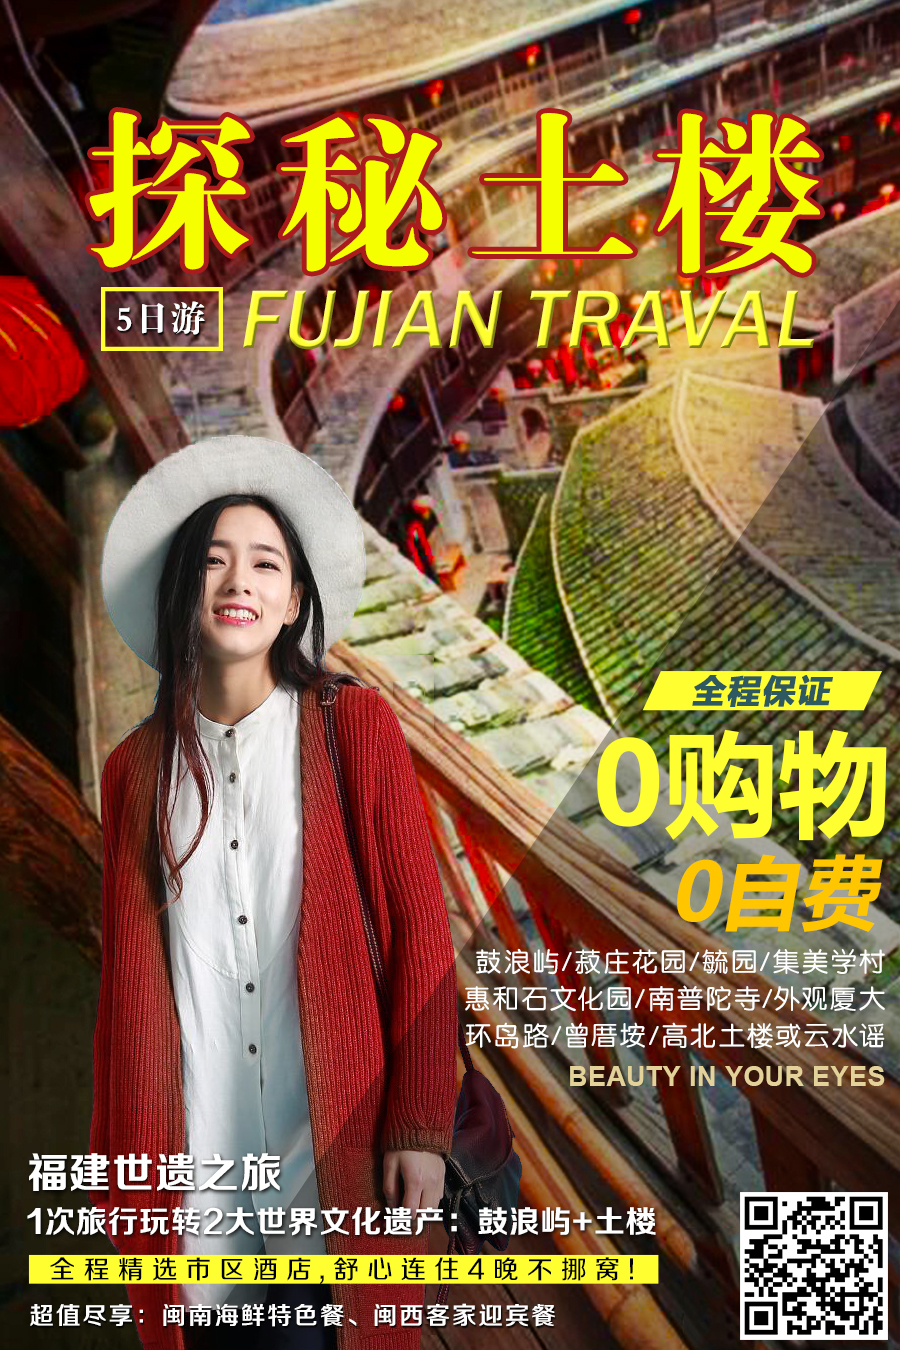 探秘土楼
5日游 FUJIAN TRAVAL
全程保证
0购物
0自费
鼓浪屿/菽庄花园/毓园/集美学村
惠和石文化园/南普陀寺/外观厦大
环岛路/曾厝垵/高北土楼或云水谣
BEAUTY IN YOUR EYES
福建世遗之旅
1次旅行玩转2大世界文化遗产：鼓浪屿+土楼
全程精选市区酒店,舒心连住4晚不挪窝!
超值尽享：闽南海鲜特色餐、闽西客家迎宾餐